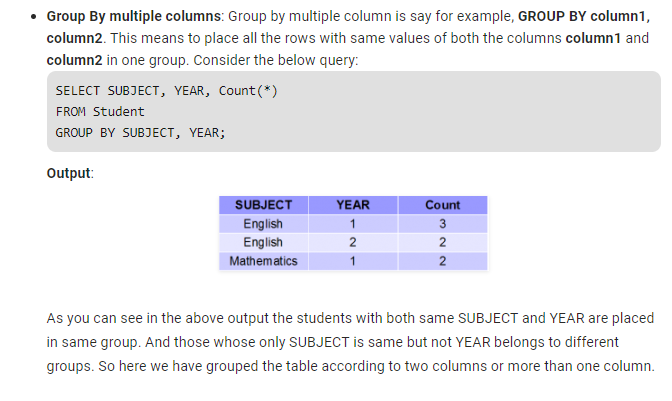 • Group By multiple columns: Group by multiple column is say for example, GROUP BY column1,
column2. This means to place all the rows with same values of both the columns column1 and
column2 in one group. Consider the below query:
SELECT SUBJECT, YEAR, Count(*)
FROM Student
GROUP BY SUBJECT, YEAR;
Output:
SUBJECT YEAR Count
English 1 3
English 2 2
Mathematics 1 2
As you can see in the above output the students with both same SUBJECT and YEAR are placed
in same group. And those whose only SUBJECT is same but not YEAR belongs to different
groups. So here we have grouped the table according to two columns or more than one column.